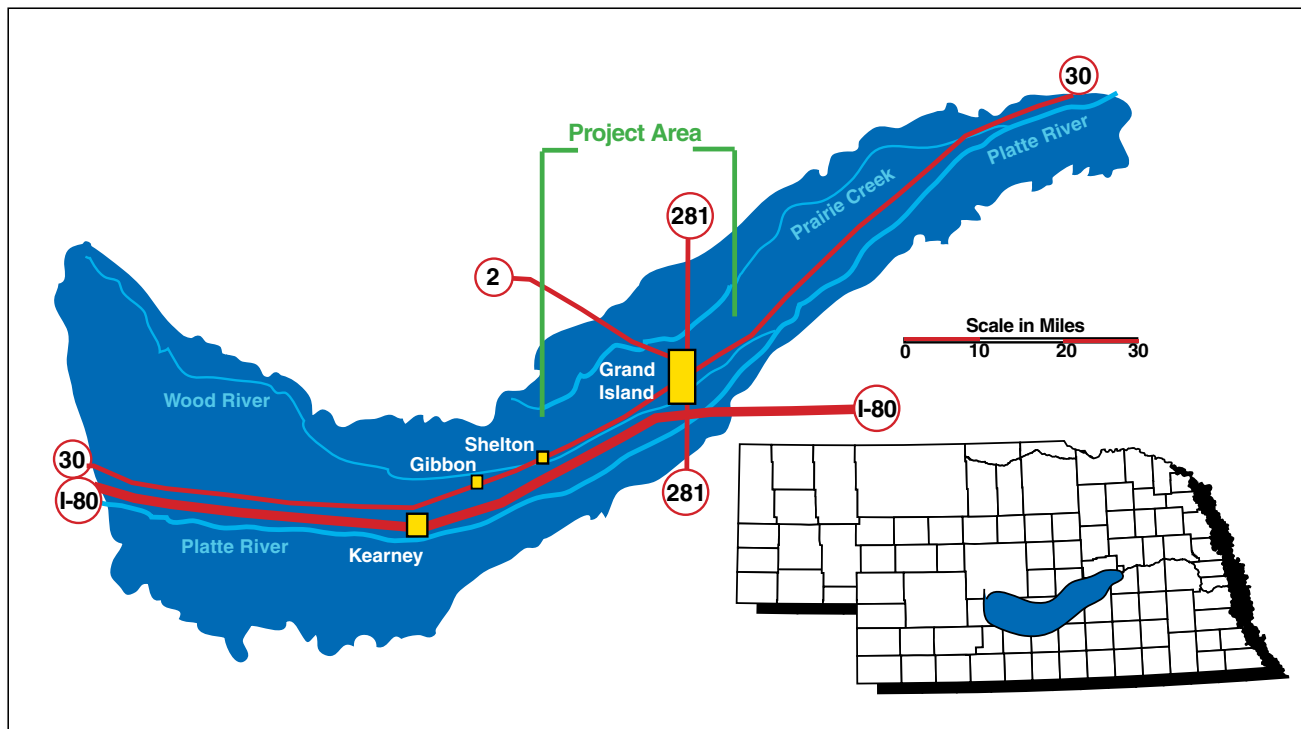 30
Project Area
Platte River
Prairie Creek
281
2
Scale in Miles
0 10 20 30
Grand
Island
Wood River
I-80
Shelton
Gibbon
30
I-80
281
Platte River
Kearney